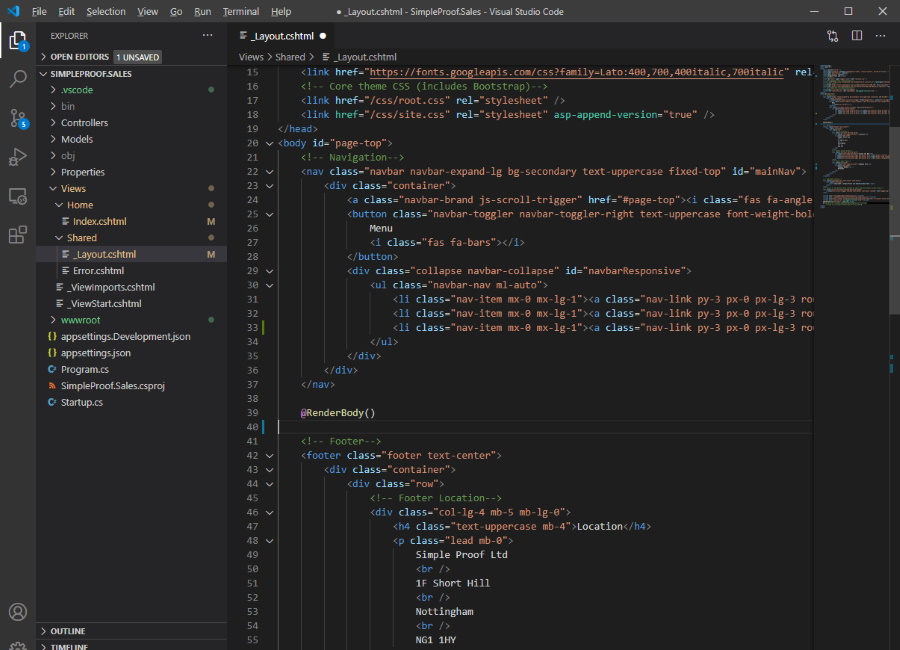 File Edit Selection View Go Run Terminal Help
● _Layout.cshtml - SimpleProof.Sales - Visual Studio Code
EXPLORER
OPEN EDITORS 1 UNSAVED
SIMPLEPROOF.SALES
.vscode
bin
Controllers
Models
obj
Properties
Views
Home
Index.cshtml M
Shared
_Layout.cshtml M
Error.cshtml
_ViewImports.cshtml
_ViewStart.cshtml
wwwroot
{} appsettings.Development.json
{} appsettings.json
Program.cs
SimpleProof.Sales.csproj
Startup.cs
OUTLINE
TIMELINE
1
5
_Layout.cshtml ●
Views > Shared > _Layout.cshtml
15 <link href="https://fonts.googleapis.com/css?family=Lato:400,700,400italic,700italic" rel
16 <!-- Core theme CSS (includes Bootstrap)-->
17 <link href="/css/root.css" rel="stylesheet" />
18 <link href="/css/site.css" rel="stylesheet" asp-append-version="true" />
19 </head>
20 <body id="page-top">
21 <!-- Navigation-->
22 <nav class="navbar navbar-expand-lg bg-secondary text-uppercase fixed-top" id="mainNav">
23 <div class="container">
24 <a class="navbar-brand js-scroll-trigger" href="#page-top"><i class="fas fa-angle
25 <button class="navbar-toggler navbar-toggler-right text-uppercase font-weight-bol
26 Menu
27 <i class="fas fa-bars"></i>
28 </button>
29 <div class="collapse navbar-collapse" id="navbarResponsive">
30 <ul class="navbar-nav ml-auto">
31 <li class="nav-item mx-0 mx-lg-1"><a class="nav-link py-3 px-0 px-lg-3 rou
32 <li class="nav-item mx-0 mx-lg-1"><a class="nav-link py-3 px-0 px-lg-3 rou
33 <li class="nav-item mx-0 mx-lg-1"><a class="nav-link py-3 px-0 px-lg-3 rou
34 </ul>
35 </div>
36 </div>
37 </nav>
38
39 @RenderBody()
40
41 <!-- Footer-->
42 <footer class="footer text-center">
43 <div class="container">
44 <div class="row">
45 <!-- Footer Location-->
46 <div class="col-lg-4 mb-5 mb-lg-0">
47 <h4 class="text-uppercase mb-4">Location</h4>
48 <p class="lead mb-0">
49 Simple Proof Ltd
50 <br />
51 1F Short Hill
52 <br />
53 Nottingham
54 <br />
55 NG1 1HY